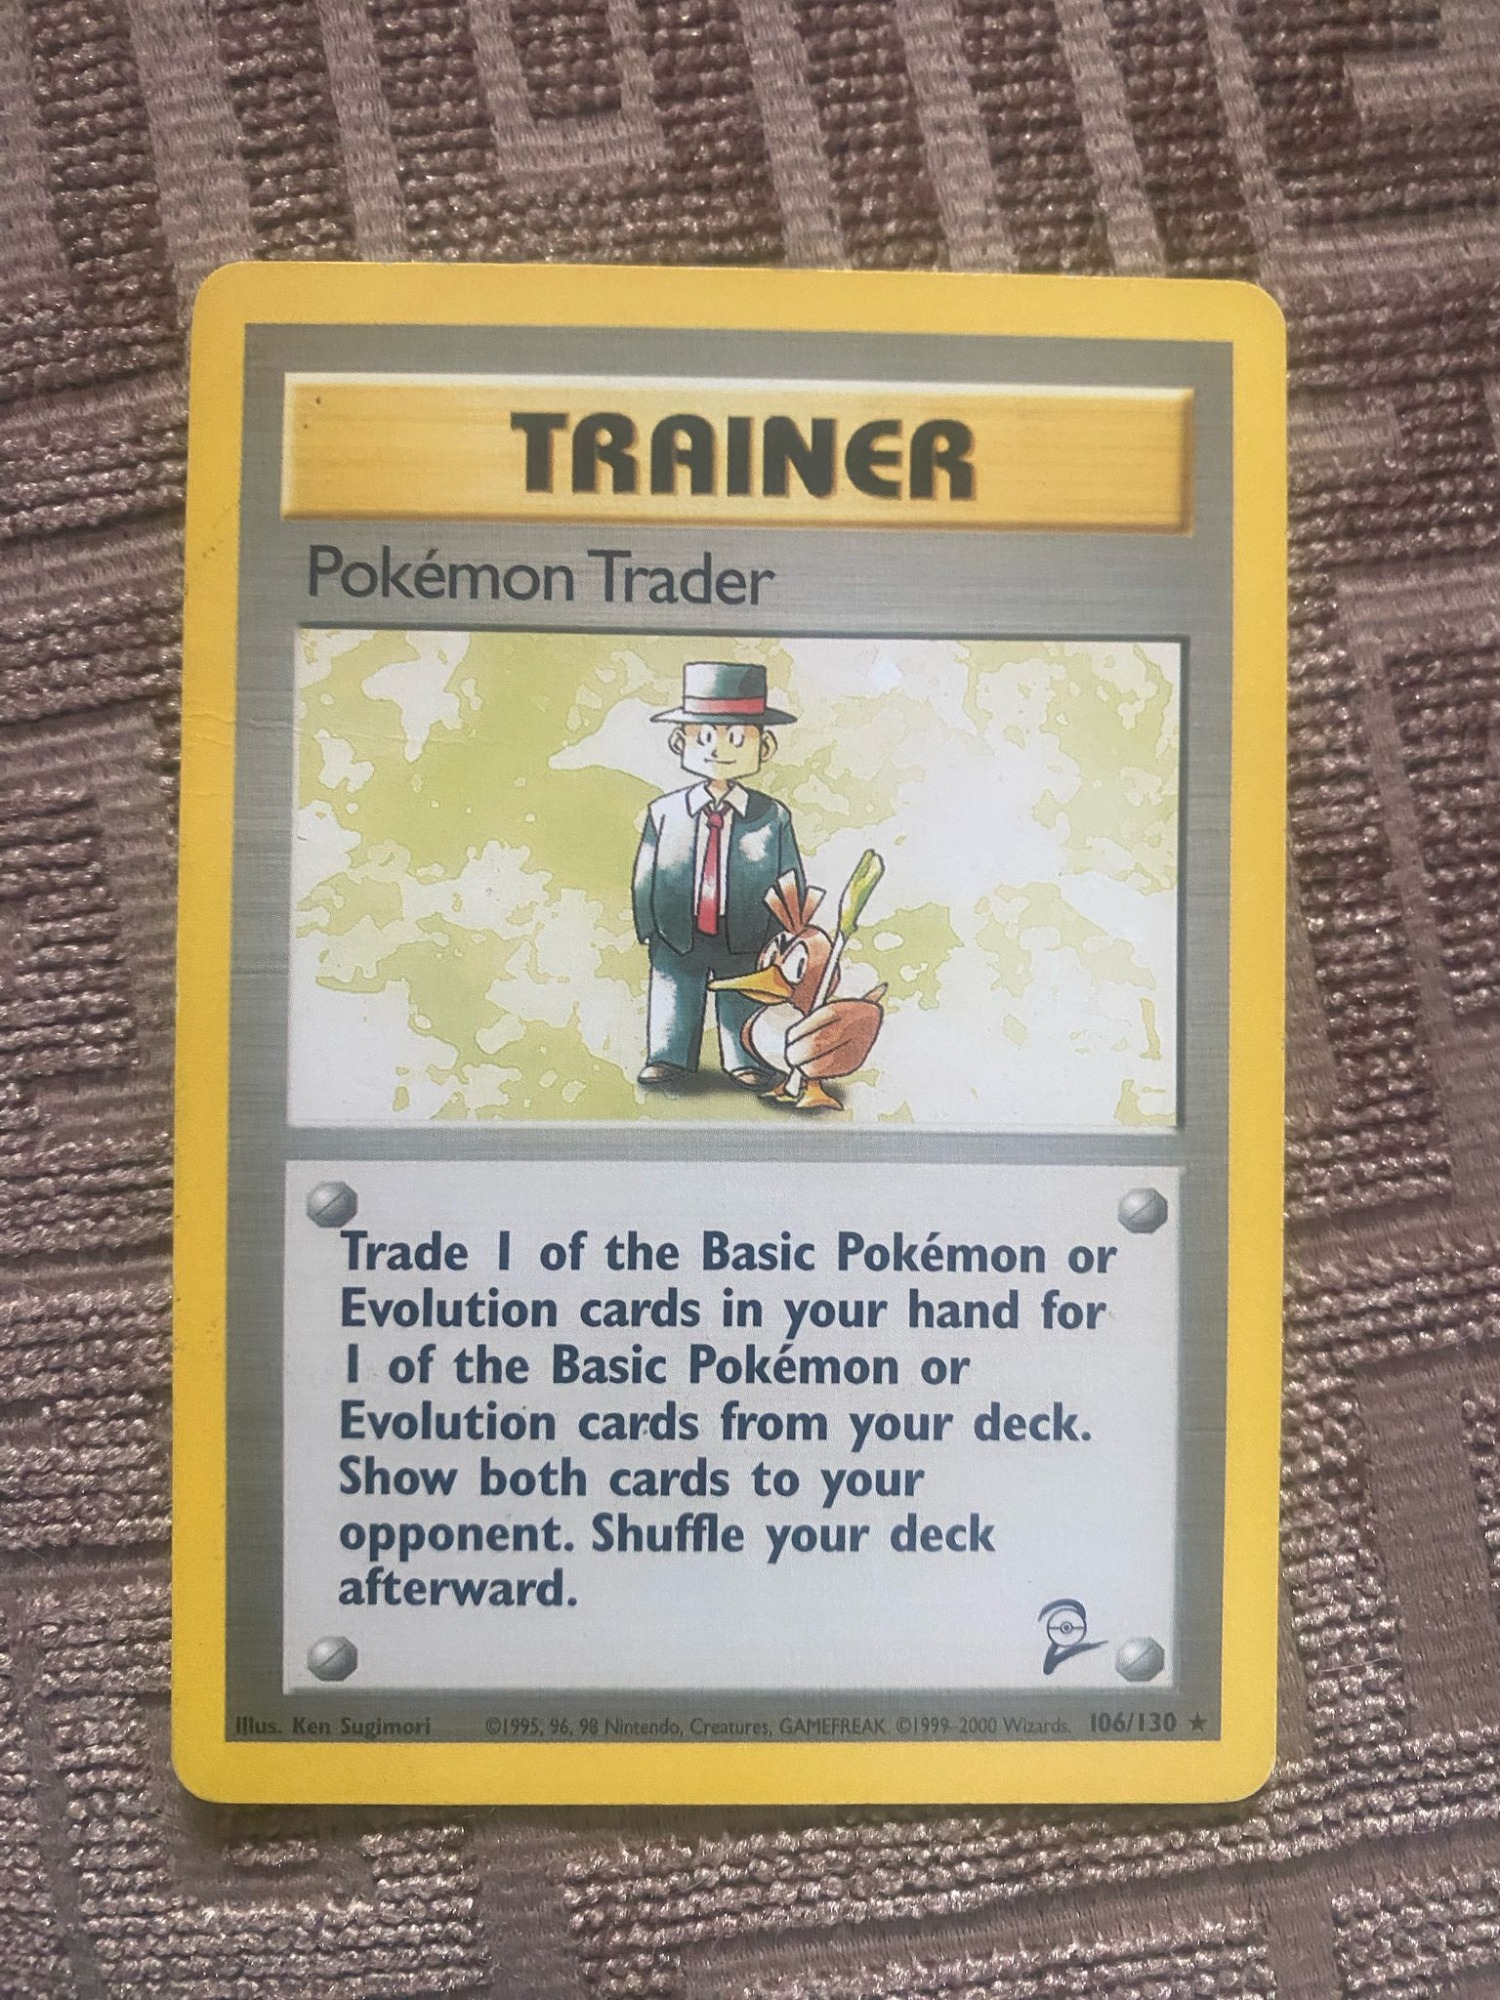 TRAINER
Pokémon Trader
Trade 1 of the Basic Pokémon or
Evolution cards in your hand for
1 of the Basic Pokémon or
Evolution cards from your deck.
Show both cards to your
opponent. Shuffle your deck
afterward.
Illus. Ken Sugimori ©1995, 96, 98 Nintendo, Creatures, GAMEFREAK. ©1999-2000 Wizards. 106/130 ★